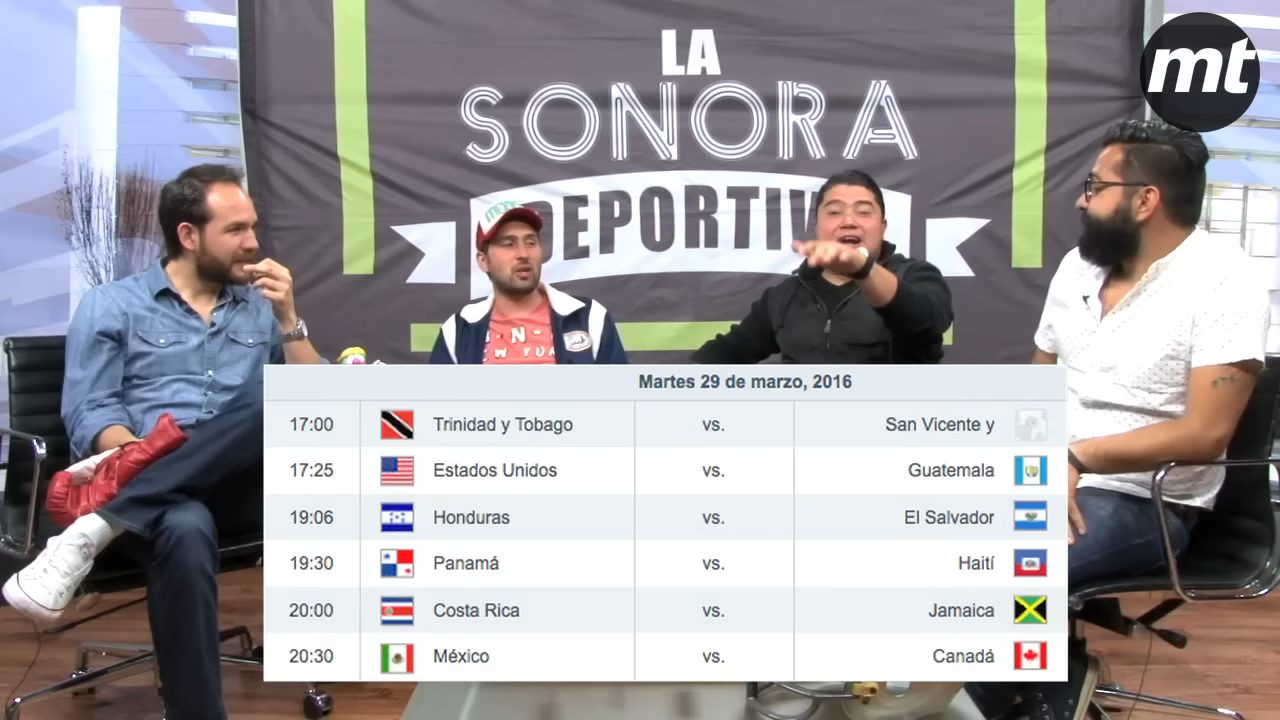 LA
mt
SONORA
DEPORTIV
N
Martes 29 de marzo, 2016
17:00 Trinidad y Tobago vs. San Vicente y
17:25 Estados Unidos vs. Guatemala
19:06 Honduras vs. El Salvador
19:30 Panamá vs. Haití
20:00 Costa Rica vs. Jamaica
20:30 México vs. Canadá